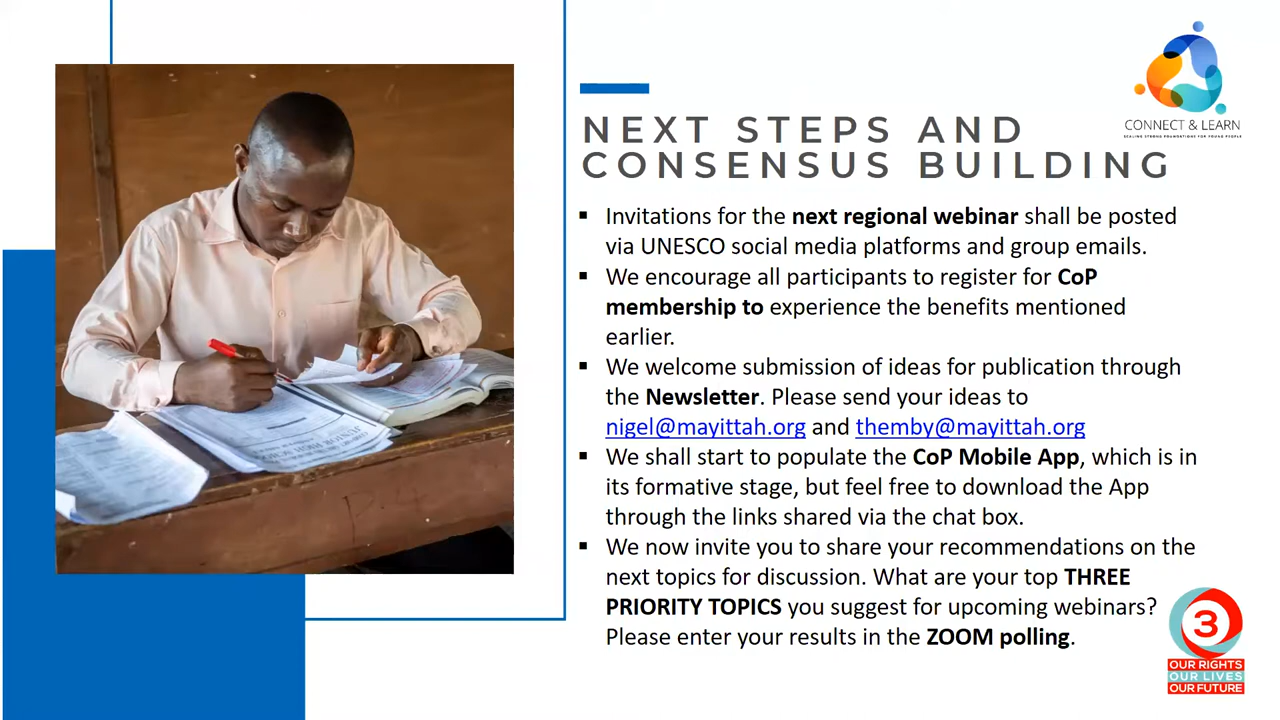 CONNECT & LEARN
SCALING STRONG FOUNDATIONS FOR YOUNG PEOPLE
NEXT STEPS AND
CONSENSUS BUILDING
▪ Invitations for the next regional webinar shall be posted
via UNESCO social media platforms and group emails.
▪ We encourage all participants to register for CoP
membership to experience the benefits mentioned
earlier.
▪ We welcome submission of ideas for publication through
the Newsletter. Please send your ideas to
nigel@mayittah.org and themby@mayittah.org
▪ We shall start to populate the CoP Mobile App, which is in
its formative stage, but feel free to download the App
through the links shared via the chat box.
▪ We now invite you to share your recommendations on the
next topics for discussion. What are your top THREE
PRIORITY TOPICS you suggest for upcoming webinars?
Please enter your results in the ZOOM polling.
3
OUR RIGHTS
OUR LIVES
OUR FUTURE